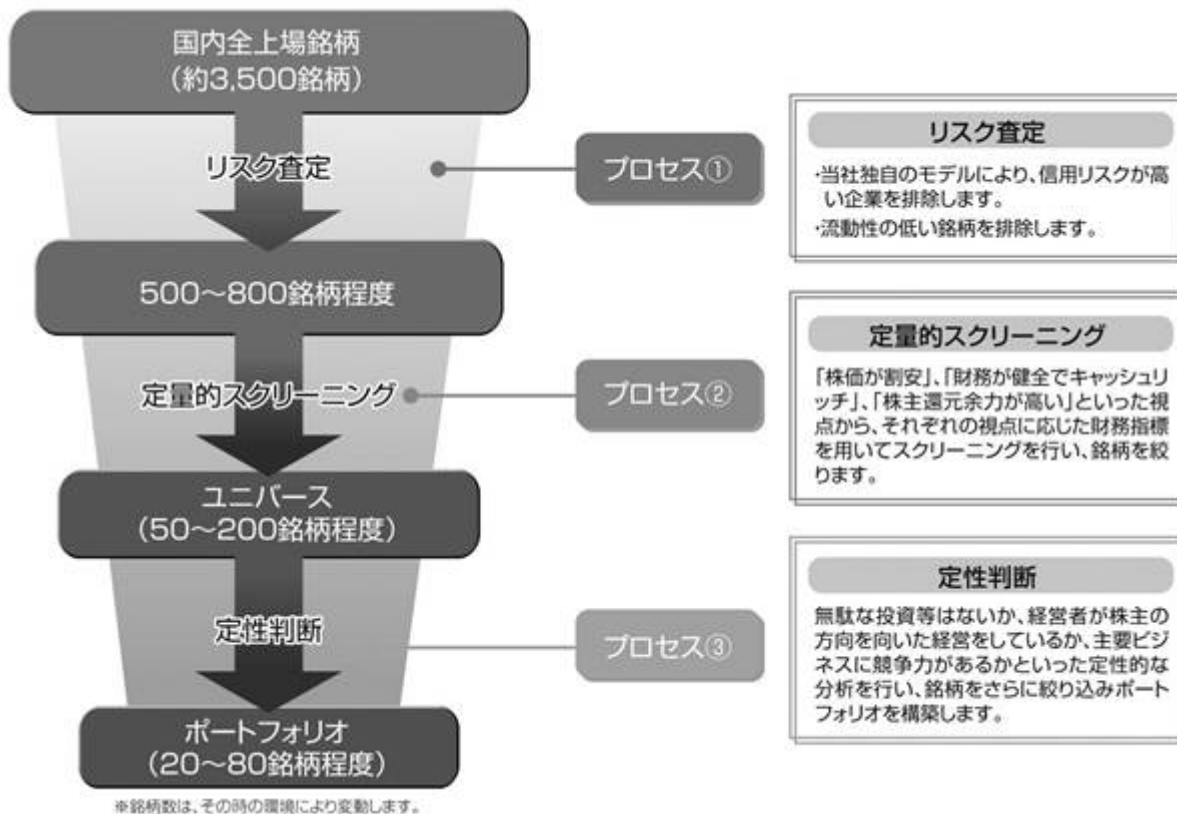 国内全上場銘柄
（約3,500銘柄）
リスク査定
プロセス①
リスク査定
・当社独自のモデルにより、信用リスクが高
い企業を排除します。
・流動性の低い銘柄を排除します。
500～800銘柄程度
定量的スクリーニング
プロセス②
定量的スクリーニング
「株価が割安」、「財務が健全でキャッシュリ
ッチ」、「株主還元余力が高い」といった視
点から、それぞれの視点に応じた財務指標
を用いてスクリーニングを行い、銘柄を絞
ります。
ユニバース
（50～200銘柄程度）
定性判断
プロセス③
定性判断
無駄な投資等はないか、経営者が株主の
方向を向いた経営をしているか、主要ビジ
ネスに競争力があるかといった定性的な
分析を行い、銘柄をさらに絞り込みポート
フォリオを構築します。
ポートフォリオ
（20～80銘柄程度）
※銘柄数は、その時の環境により変動します。